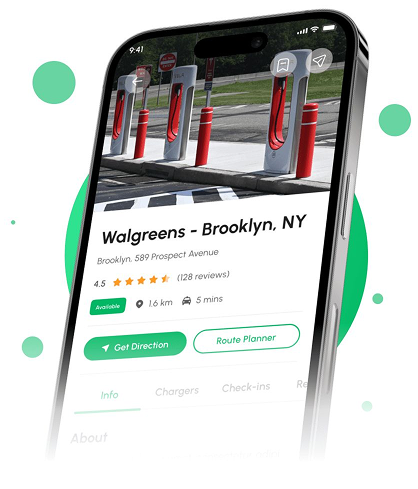 9:41
Walgreens - Brooklyn, NY
Brooklyn, 589 Prospect Avenue
4.5 (128 reviews)
Available 1.6 km 5 mins
Get Direction Route Planner
Info Chargers Check-ins Re
About